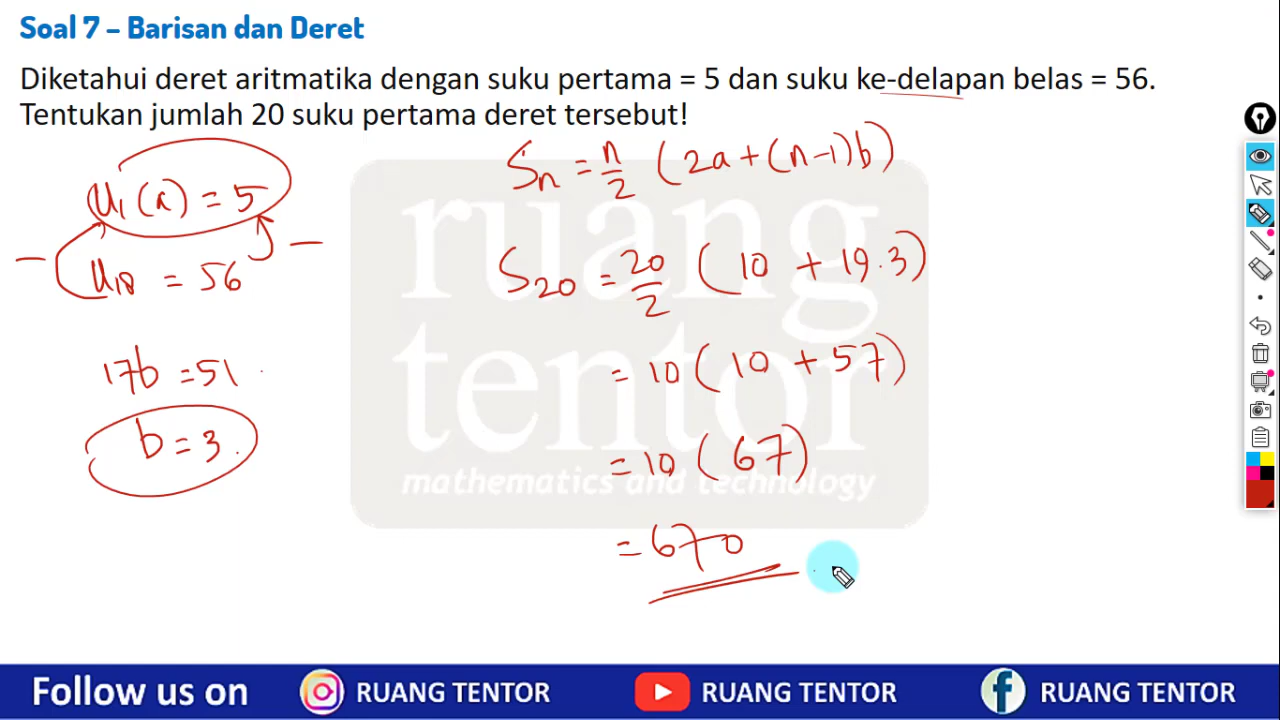 Soal 7 – Barisan dan Deret
Diketahui deret aritmatika dengan suku pertama = 5 dan suku ke-delapan belas = 56.
Tentukan jumlah 20 suku pertama deret tersebut!
u₁(a) = 5
u₁₈ = 56
17b = 51
b = 3
Sₙ = n/2 (2a + (n-1)b)
S₂₀ = 20/2 (10 + 19.3)
= 10 (10 + 57)
= 10 (67)
= 670
ruang
tentor
mathematics and technology
Follow us on RUANG TENTOR RUANG TENTOR RUANG TENTOR